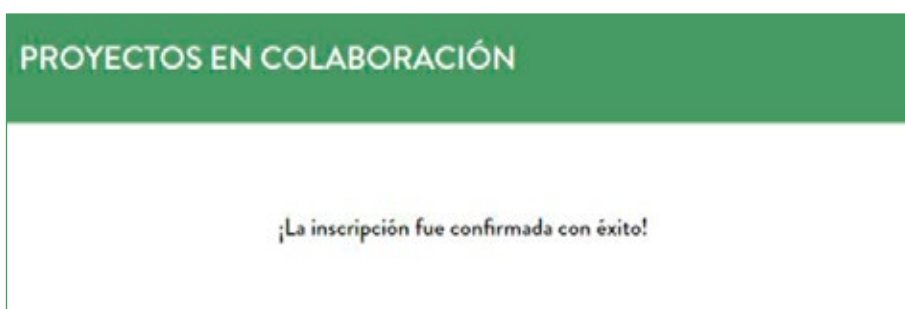 PROYECTOS EN COLABORACIÓN
¡La inscripción fue confirmada con éxito!